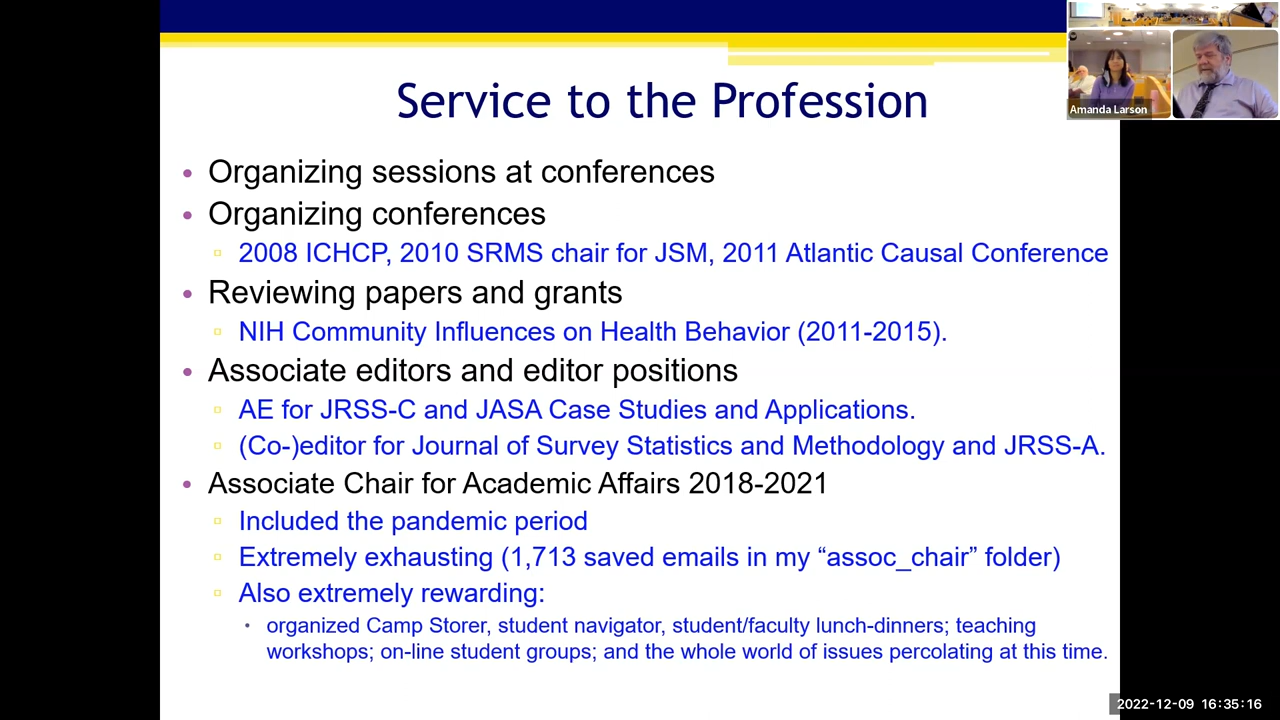 Service to the Profession
Amanda Larson
• Organizing sessions at conferences
• Organizing conferences
▫ 2008 ICHCP, 2010 SRMS chair for JSM, 2011 Atlantic Causal Conference
• Reviewing papers and grants
▫ NIH Community Influences on Health Behavior (2011-2015).
• Associate editors and editor positions
▫ AE for JRSS-C and JASA Case Studies and Applications.
▫ (Co-)editor for Journal of Survey Statistics and Methodology and JRSS-A.
• Associate Chair for Academic Affairs 2018-2021
▫ Included the pandemic period
▫ Extremely exhausting (1,713 saved emails in my “assoc_chair” folder)
▫ Also extremely rewarding:
• organized Camp Storer, student navigator, student/faculty lunch-dinners; teaching
workshops; on-line student groups; and the whole world of issues percolating at this time.
2022-12-09 16:35:16